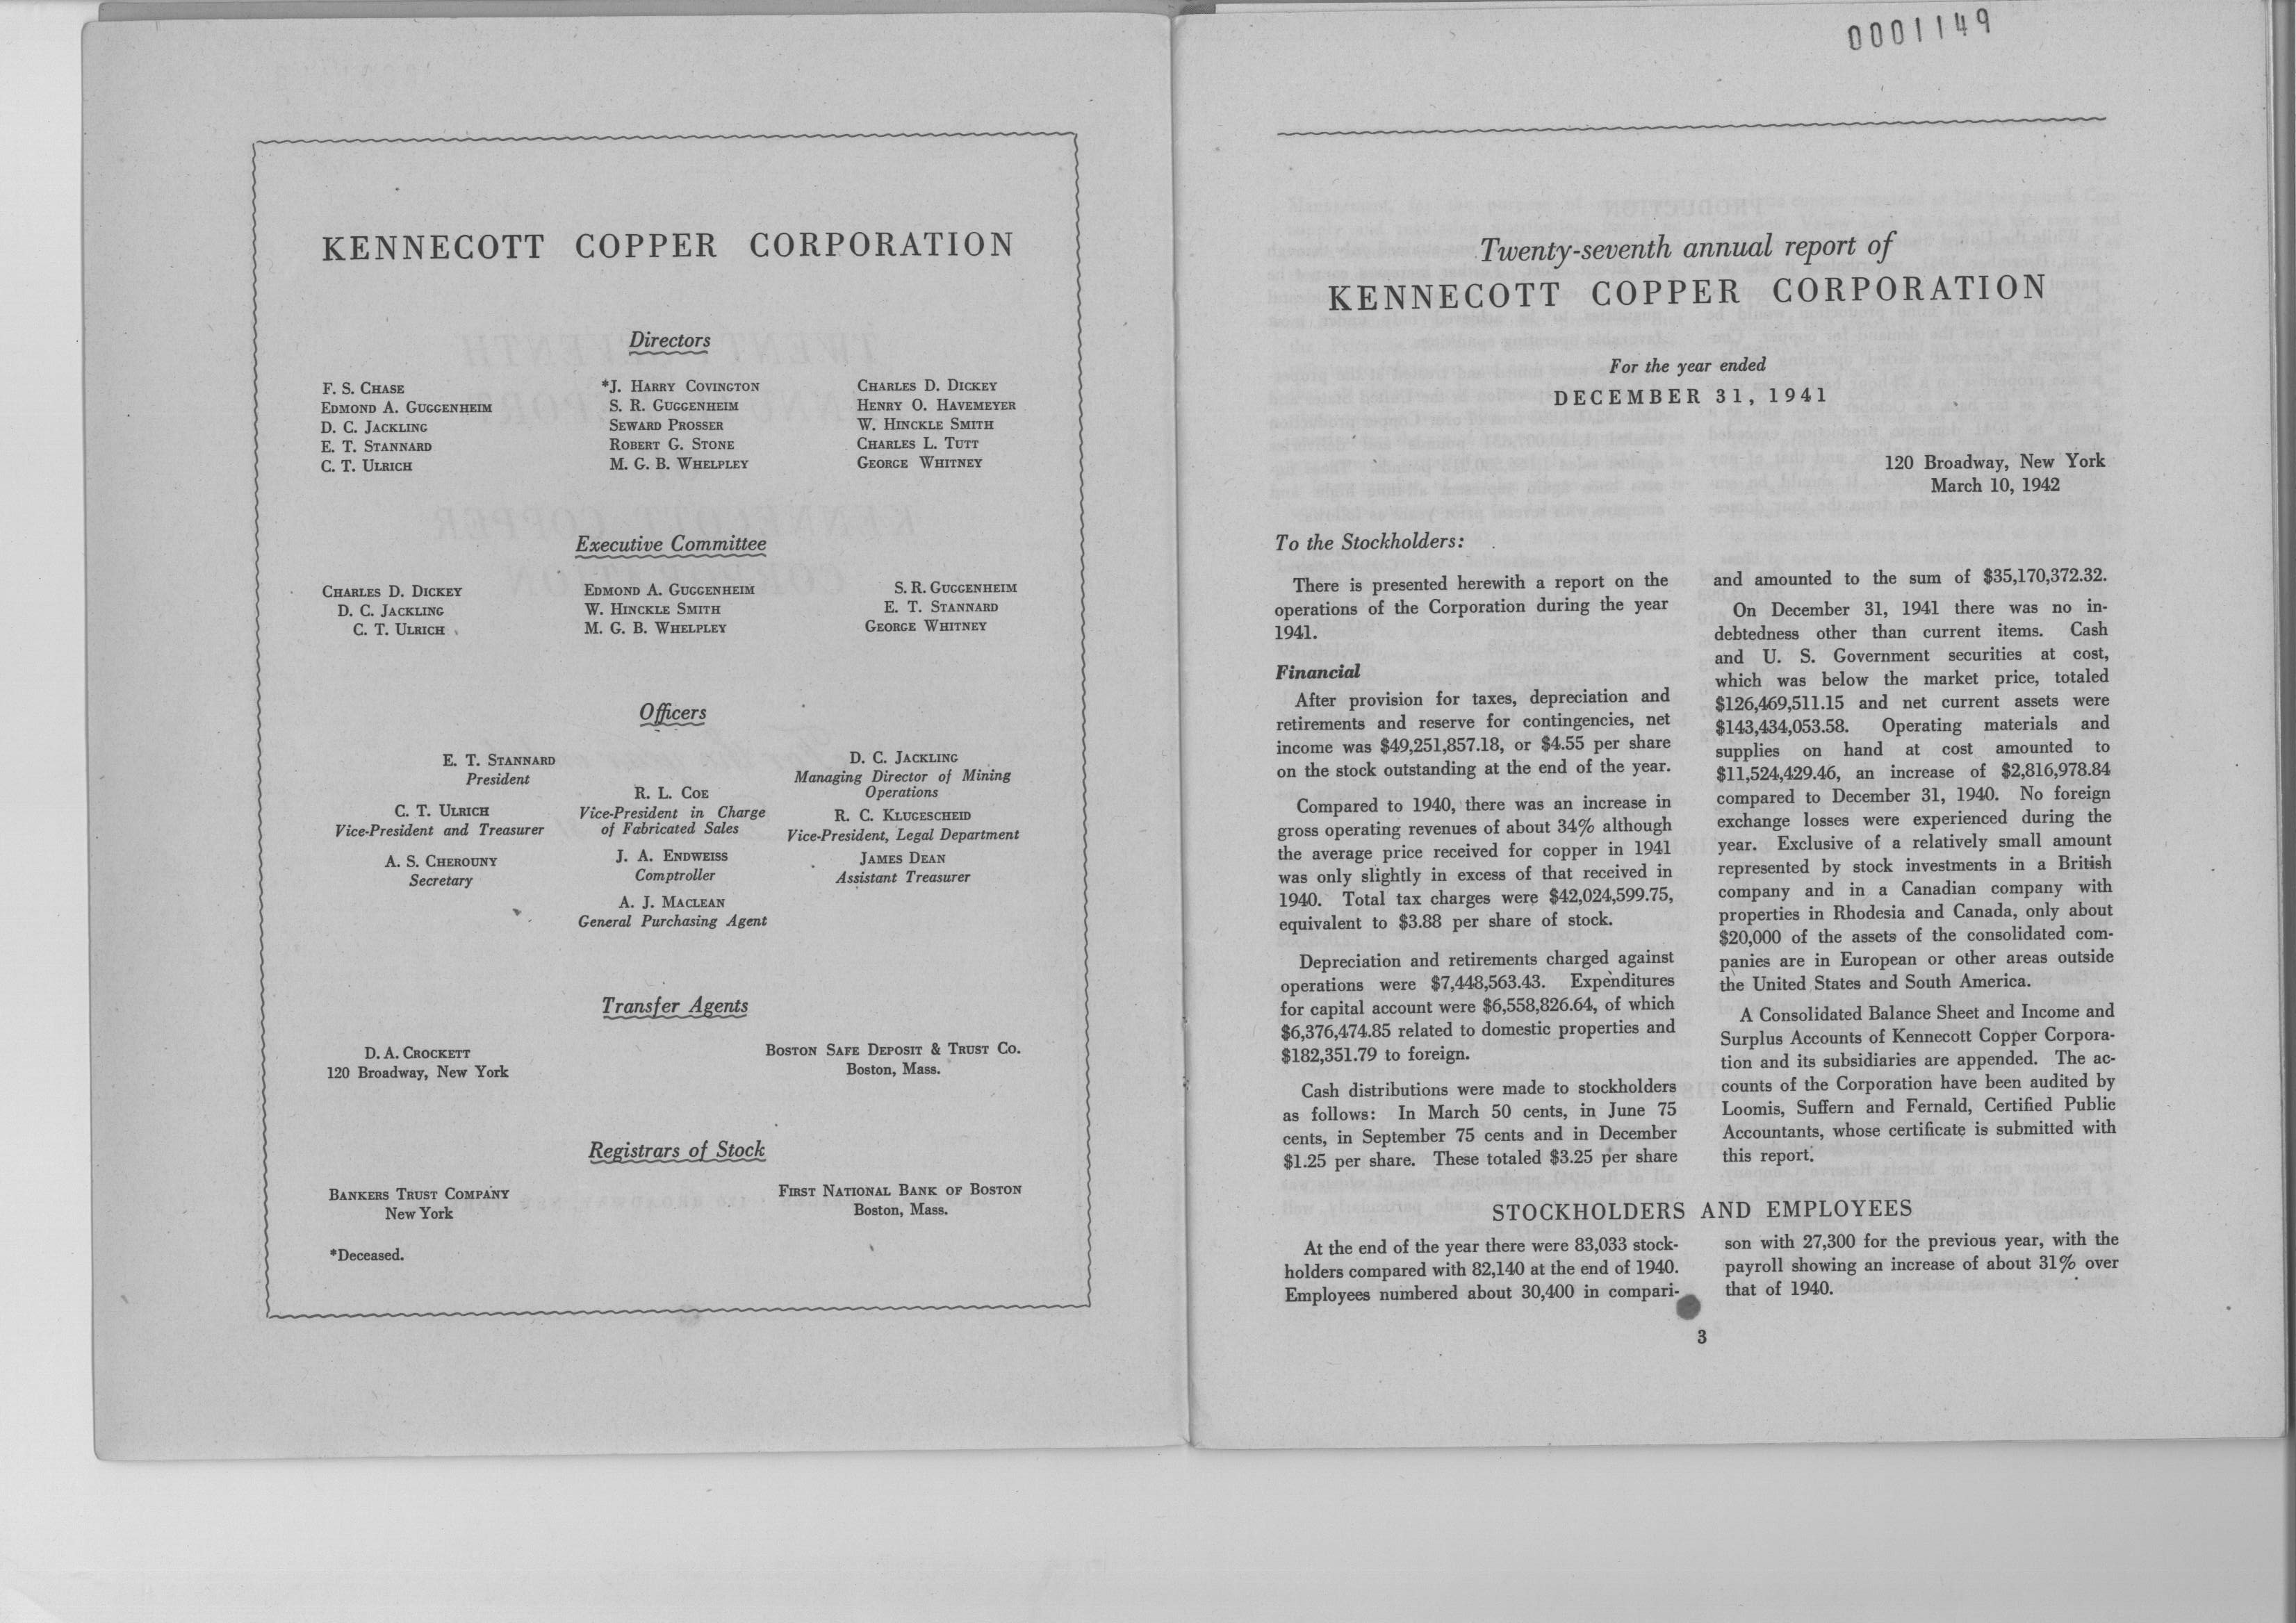 KENNECOTT COPPER CORPORATION
Directors
F. S. CHASE
EDMOND A. GUGGENHEIM
D. C. JACKLING
E. T. STANNARD
C. T. ULRICH
*J. HARRY COVINGTON
S. R. GUGGENHEIM
SEWARD PROSSER
ROBERT G. STONE
M. G. B. WHELPLEY
CHARLES D. DICKEY
HENRY O. HAVEMEYER
W. HINCKLE SMITH
CHARLES L. TUTT
GEORGE WHITNEY
Executive Committee
CHARLES D. DICKEY
D. C. JACKLING
C. T. ULRICH
EDMOND A. GUGGENHEIM
W. HINCKLE SMITH
M. G. B. WHELPLEY
S. R. GUGGENHEIM
E. T. STANNARD
GEORGE WHITNEY
Officers
E. T. STANNARD
President
C. T. ULRICH
Vice-President and Treasurer
A. S. CHEROUNY
Secretary
R. L. COE
Vice-President in Charge
of Fabricated Sales
J. A. ENDWEISS
Comptroller
A. J. MACLEAN
General Purchasing Agent
D. C. JACKLING
Managing Director of Mining
Operations
R. C. KLUGESCHEID
Vice-President, Legal Department
JAMES DEAN
Assistant Treasurer
Transfer Agents
D. A. CROCKETT
120 Broadway, New York
BOSTON SAFE DEPOSIT & TRUST CO.
Boston, Mass.
Registrars of Stock
BANKERS TRUST COMPANY
New York
FIRST NATIONAL BANK OF BOSTON
Boston, Mass.
*Deceased.
0001149
Twenty-seventh annual report of
KENNECOTT COPPER CORPORATION
For the year ended
DECEMBER 31, 1941
120 Broadway, New York
March 10, 1942
To the Stockholders:
There is presented herewith a report on the
operations of the Corporation during the year
1941.
Financial
After provision for taxes, depreciation and
retirements and reserve for contingencies, net
income was $49,251,857.18, or $4.55 per share
on the stock outstanding at the end of the year.
Compared to 1940, there was an increase in
gross operating revenues of about 34% although
the average price received for copper in 1941
was only slightly in excess of that received in
1940. Total tax charges were $42,024,599.75,
equivalent to $3.88 per share of stock.
Depreciation and retirements charged against
operations were $7,448,563.43. Expenditures
for capital account were $6,558,826.64, of which
$6,376,474.85 related to domestic properties and
$182,351.79 to foreign.
Cash distributions were made to stockholders
as follows: In March 50 cents, in June 75
cents, in September 75 cents and in December
$1.25 per share. These totaled $3.25 per share
and amounted to the sum of $35,170,372.32.
On December 31, 1941 there was no in-
debtedness other than current items. Cash
and U. S. Government securities at cost,
which was below the market price, totaled
$126,469,511.15 and net current assets were
$143,434,053.58. Operating materials and
supplies on hand at cost amounted to
$11,524,429.46, an increase of $2,816,978.84
compared to December 31, 1940. No foreign
exchange losses were experienced during the
year. Exclusive of a relatively small amount
represented by stock investments in a British
company and in a Canadian company with
properties in Rhodesia and Canada, only about
$20,000 of the assets of the consolidated com-
panies are in European or other areas outside
the United States and South America.
A Consolidated Balance Sheet and Income and
Surplus Accounts of Kennecott Copper Corpora-
tion and its subsidiaries are appended. The ac-
counts of the Corporation have been audited by
Loomis, Suffern and Fernald, Certified Public
Accountants, whose certificate is submitted with
this report.
STOCKHOLDERS AND EMPLOYEES
At the end of the year there were 83,033 stock-
holders compared with 82,140 at the end of 1940.
Employees numbered about 30,400 in compari-
son with 27,300 for the previous year, with the
payroll showing an increase of about 31% over
that of 1940.
3